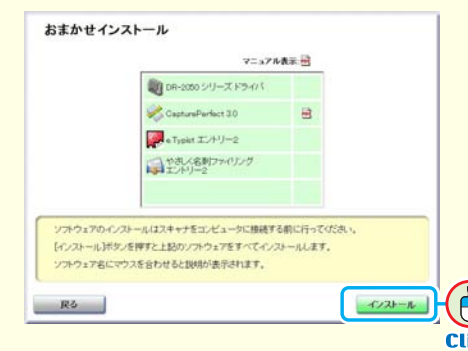 おまかせインストール
マニュアル表示:
DR-2050 シリーズ ドライバ
CapturePerfect 3.0
e.Typist エントリー2
やさしく名刺ファイリング
エントリー2
ソフトウェアのインストールはスキャナをコンピュータに接続する前に行ってください。
[インストール]ボタンを押すと上記のソフトウェアをすべてインストールします。
ソフトウェア名にマウスを合わせると説明が表示されます。
戻る
インストール